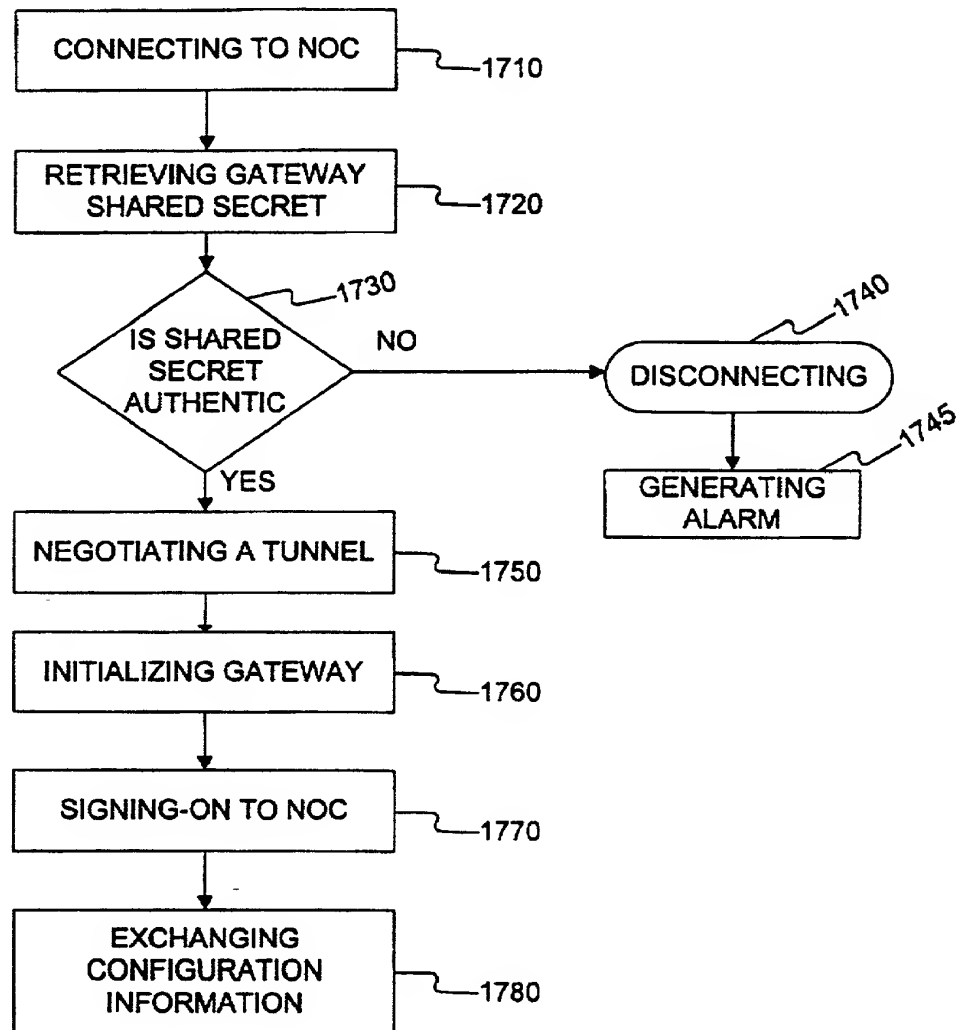 CONNECTING TO NOC
1710
RETRIEVING GATEWAY
SHARED SECRET
1720
1730
IS SHARED
SECRET
AUTHENTIC
NO
1740
DISCONNECTING
1745
GENERATING
ALARM
YES
NEGOTIATING A TUNNEL
1750
INITIALIZING GATEWAY
1760
SIGNING-ON TO NOC
1770
EXCHANGING
CONFIGURATION
INFORMATION
1780